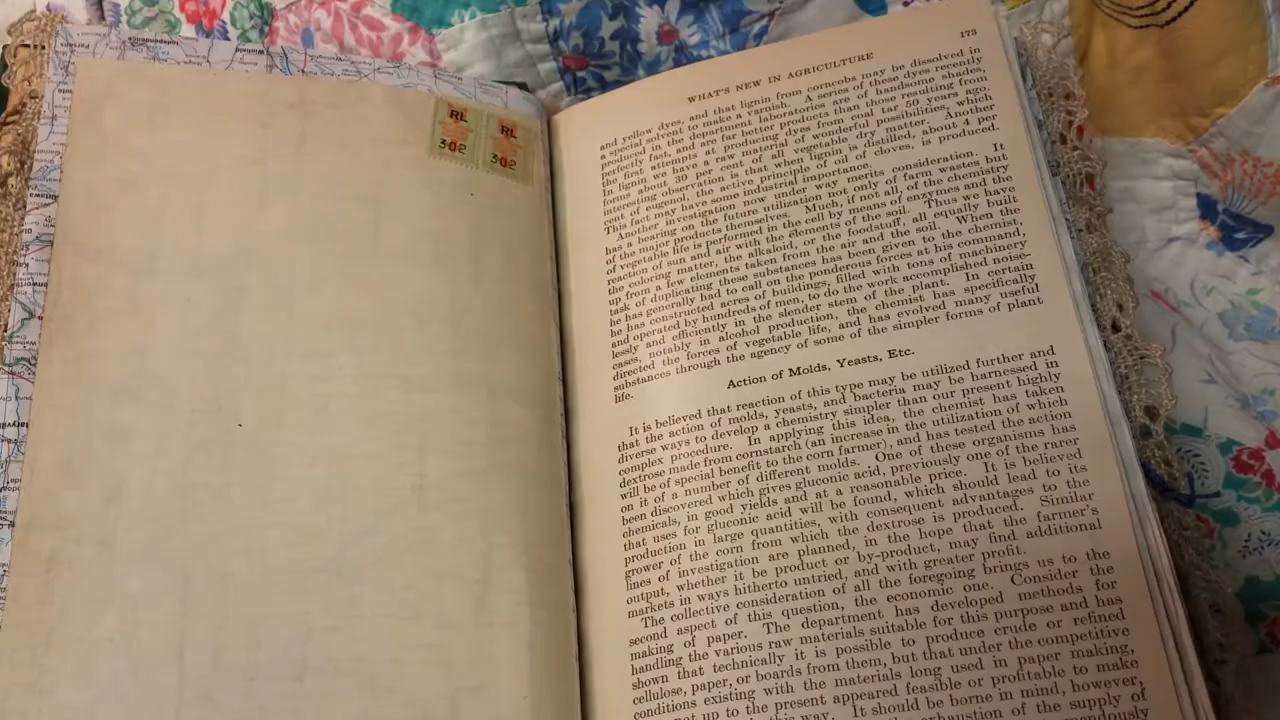 RL
302
RL
302
173
WHAT'S NEW IN AGRICULTURE
and yellow dyes, and that lignin from corncobs may be dissolved in
a special solvent to make a varnish. A series of these dyes recently
produced in the department laboratories are of handsome shades,
perfectly fast, and are far better products than those resulting from
the first attempts at producing dyes from coal tar 50 years ago.
In lignin we have a raw material of wonderful possibilities, which
forms about 30 per cent of all vegetable dry matter. Another
interesting observation is that when lignin is distilled, about 4 per
cent of eugenol, the active principle of oil of cloves, is produced.
This fact may have some industrial importance.
Another investigation now under way merits consideration. It
has a bearing on the future utilization not only of farm wastes but
of the major products themselves. Much, if not all, of the chemistry
of vegetable life is performed in the cell by means of enzymes and the
reaction of sun and air with the elements of the soil. Thus we have
the coloring matter, the alkaloid, or the foodstuff, all equally built
up from a few elements taken from the air and the soil. When the
task of duplicating these substances has been given to the chemist,
he has generally had to call on the ponderous forces at his command,
he has constructed acres of buildings, filled with tons of machinery
and operated by hundreds of men, to do the work accomplished noise-
lessly and efficiently in the slender stem of the plant. In certain
cases, notably in alcohol production, the chemist has specifically
directed the forces of vegetable life, and has evolved many useful
substances through the agency of some of the simpler forms of plant
life.
Action of Molds, Yeasts, Etc.
It is believed that reaction of this type may be utilized further and
that the action of molds, yeasts, and bacteria may be harnessed in
diverse ways to develop a chemistry simpler than our present highly
complex procedure. In applying this idea, the chemist has taken
dextrose made from cornstarch (an increase in the utilization of which
will be of special benefit to the corn farmer), and has tested the action
on it of a number of different molds. One of these organisms has
been discovered which gives gluconic acid, previously one of the rarer
chemicals, in good yields and at a reasonable price. It is believed
that uses for gluconic acid will be found, which should lead to its
production in large quantities, with consequent advantages to the
grower of the corn from which the dextrose is produced. Similar
lines of investigation are planned, in the hope that the farmer's
output, whether it be product or by-product, may find additional
markets in ways hitherto untried, and with greater profit.
The collective consideration of all the foregoing brings us to the
second aspect of this question, the economic one. Consider the
making of paper. The department has developed methods for
handling the various raw materials suitable for this purpose and has
shown that technically it is possible to produce crude or refined
cellulose, paper, or boards from them, but that under the competitive
conditions existing with the materials long used in paper making,
not up to the present appeared feasible or profitable to make
this way. It should be borne in mind, however,
exhaustion of the supply of
Parsons
Independence
Winfield